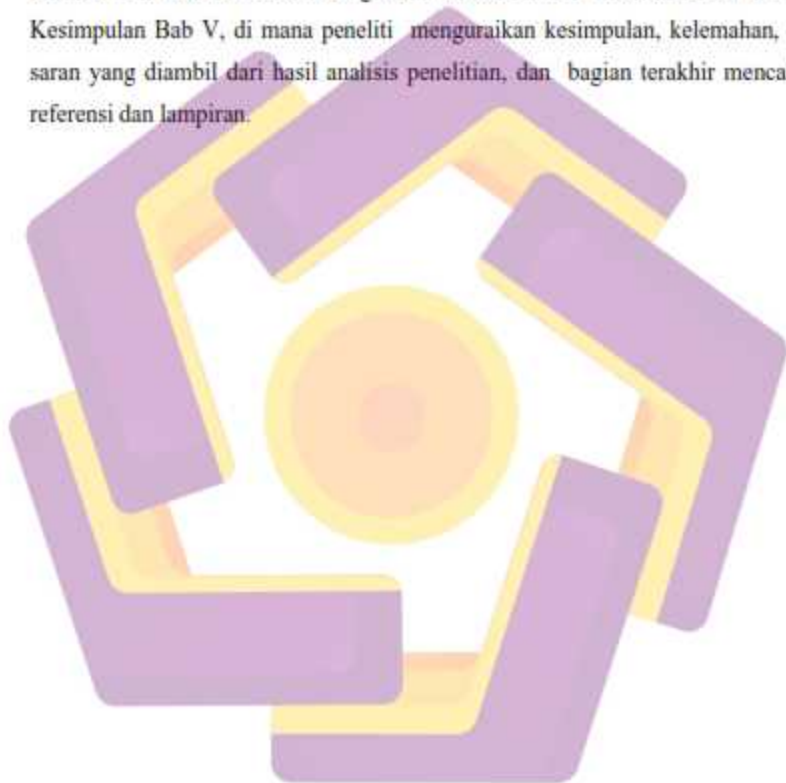 Kesimpulan Bab V, di mana peneliti menguraikan kesimpulan, kelemahan,
saran yang diambil dari hasil analisis penelitian, dan bagian terakhir menca
referensi dan lampiran.